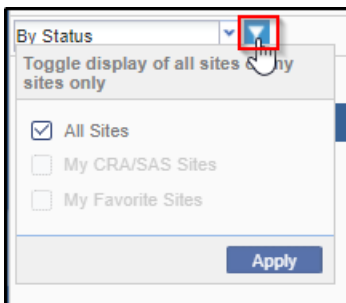 By Status
Toggle display of all sites my
sites only
All Sites
My CRA/SAS Sites
My Favorite Sites
Apply